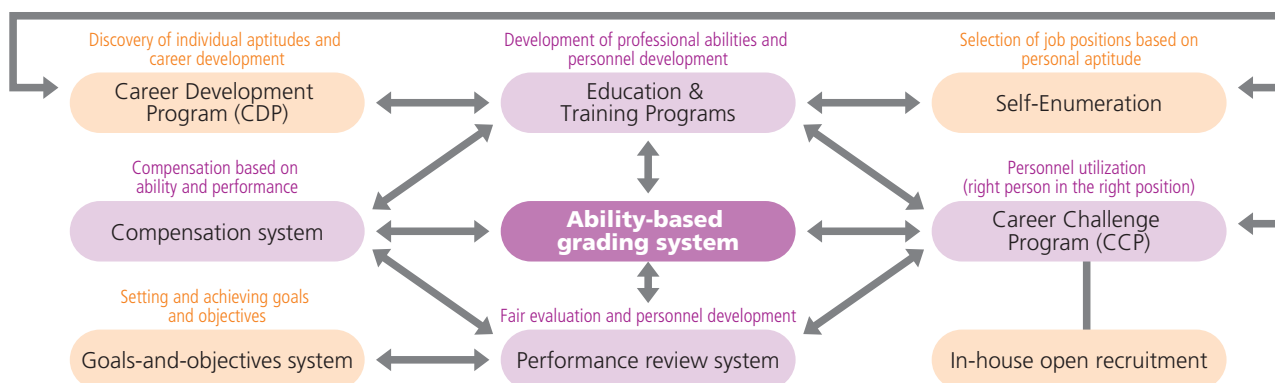 Discovery of individual aptitudes and
career development
Career Development
Program (CDP)
Development of professional abilities and
personnel development
Education &
Training Programs
Selection of job positions based on
personal aptitude
Self-Enumeration
Compensation based on
ability and performance
Compensation system
Ability-based
grading system
Personnel utilization
(right person in the right position)
Career Challenge
Program (CCP)
Setting and achieving goals
and objectives
Goals-and-objectives system
Fair evaluation and personnel development
Performance review system
In-house open recruitment